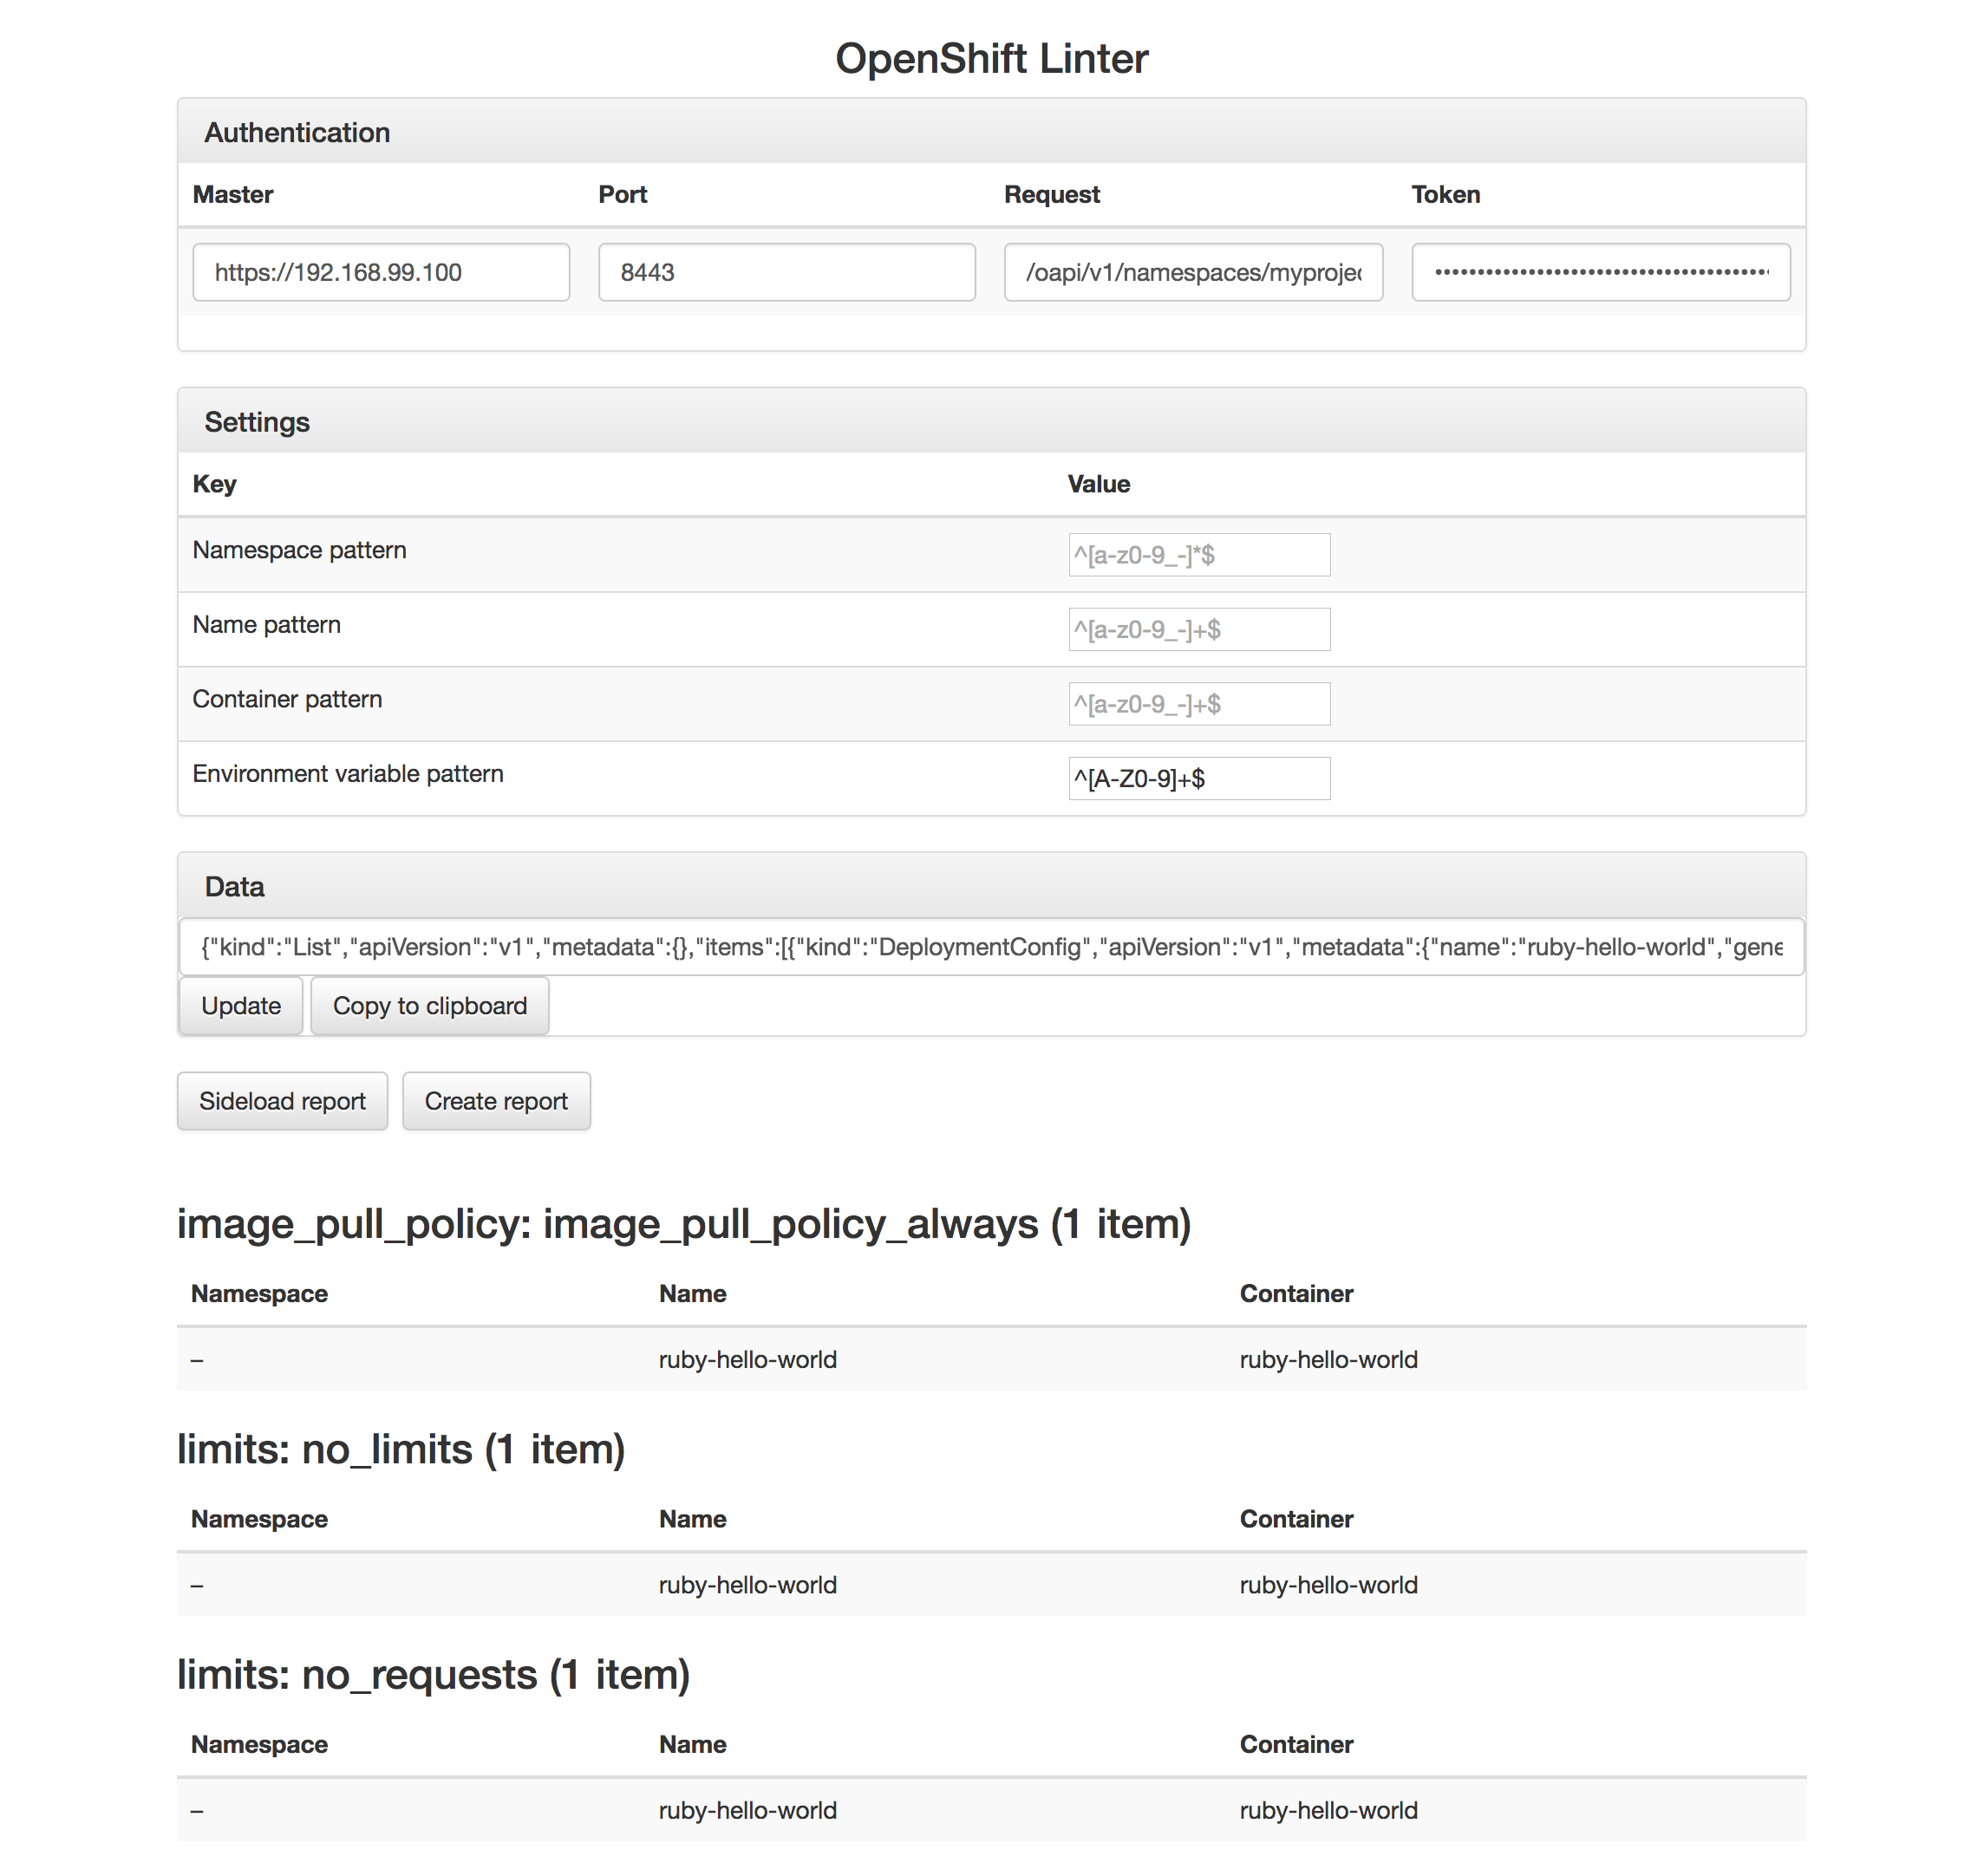 OpenShift Linter
Authentication
Master Port Request Token
https://192.168.99.100 8443 /oapi/v1/namespaces/myprojec ••••••••••••••••••••••••••••••••••••••••
Settings
Key Value
Namespace pattern ^[a-z0-9_-]*$
Name pattern ^[a-z0-9_-]+$
Container pattern ^[a-z0-9_-]+$
Environment variable pattern ^[A-Z0-9]+$
Data
{"kind":"List","apiVersion":"v1","metadata":{},"items":[{"kind":"DeploymentConfig","apiVersion":"v1","metadata":{"name":"ruby-hello-world","gene
Update Copy to clipboard
Sideload report Create report
image_pull_policy: image_pull_policy_always (1 item)
Namespace Name Container
– ruby-hello-world ruby-hello-world
limits: no_limits (1 item)
Namespace Name Container
– ruby-hello-world ruby-hello-world
limits: no_requests (1 item)
Namespace Name Container
– ruby-hello-world ruby-hello-world